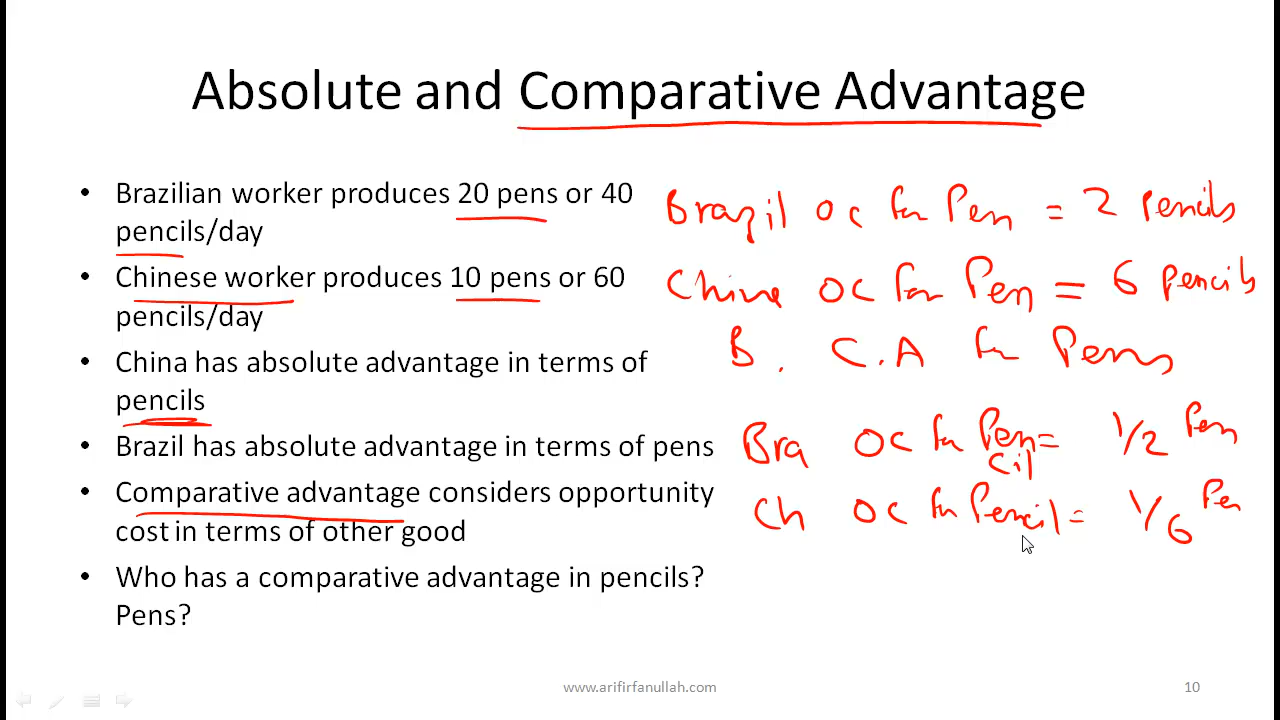 Absolute and Comparative Advantage
• Brazilian worker produces 20 pens or 40
pencils/day
• Chinese worker produces 10 pens or 60
pencils/day
• China has absolute advantage in terms of
pencils
• Brazil has absolute advantage in terms of pens
• Comparative advantage considers opportunity
cost in terms of other good
• Who has a comparative advantage in pencils?
Pens?
Brazil OC for Pen = 2 pencils
China OC for Pen = 6 pencils
B. C.A for Pens
Bra OC for Pen= 1/2 Pen
cil
Ch OC for Pencil= 1/6 Pen
www.arifirfanullah.com
10